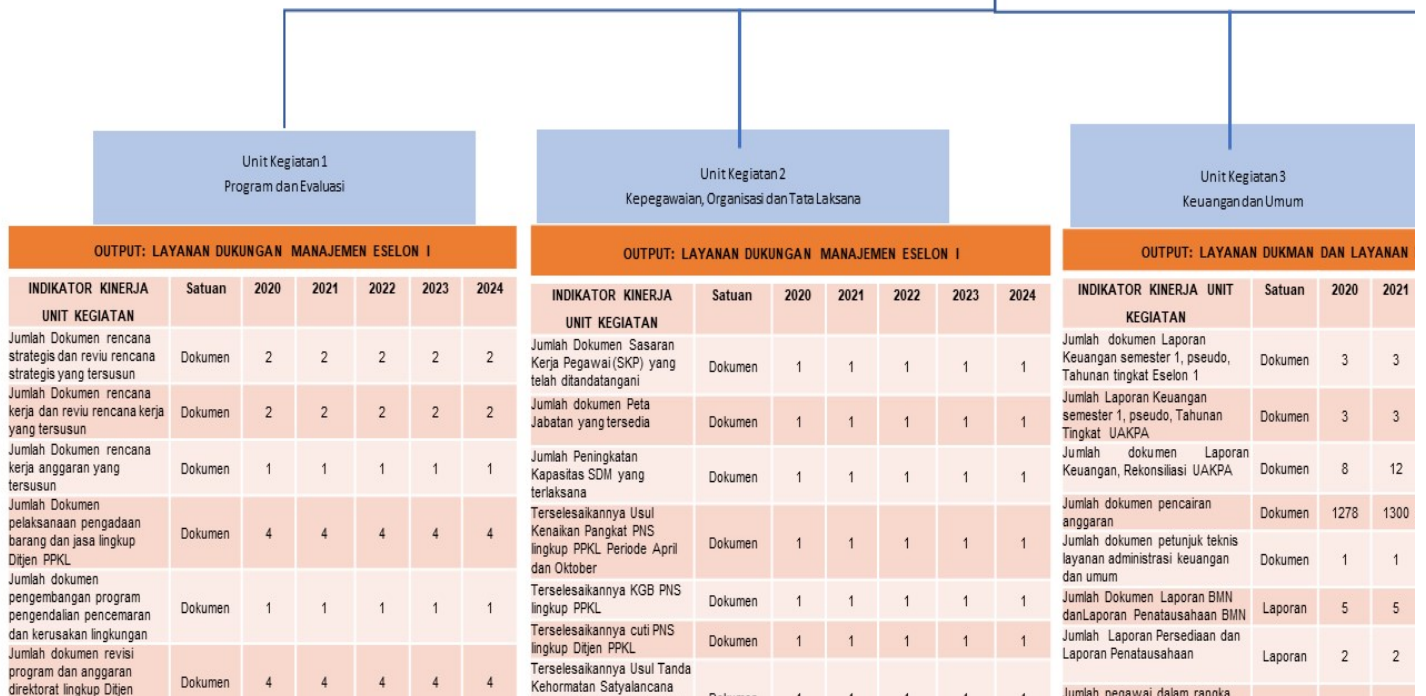 Unit Kegiatan 1
Program dan Evaluasi
OUTPUT: LAYANAN DUKUNGAN MANAJEMEN ESELON I
INDIKATOR KINERJA UNIT KEGIATAN Satuan 2020 2021 2022 2023 2024
Jumlah Dokumen rencana
strategis dan reviu rencana
strategis yang tersusun
Dokumen 2 2 2 2 2
Jumlah Dokumen rencana
kerja dan reviu rencana kerja
yang tersusun
Dokumen 2 2 2 2 2
Jumlah Dokumen rencana
kerja anggaran yang
tersusun
Dokumen 1 1 1 1 1
Jumlah Dokumen
pelaksanaan pengadaan
barang dan jasa lingkup
Ditjen PPKL
Dokumen 4 4 4 4 4
Jumlah dokumen
pengembangan program
pengendalian pencemaran
dan kerusakan lingkungan
Dokumen 1 1 1 1 1
Jumlah dokumen revisi
program dan anggaran
direktorat lingkup Ditjen
Dokumen 4 4 4 4 4
Unit Kegiatan 2
Kepegawaian, Organisasi dan Tata Laksana
OUTPUT: LAYANAN DUKUNGAN MANAJEMEN ESELON I
INDIKATOR KINERJA UNIT KEGIATAN Satuan 2020 2021 2022 2023 2024
Jumlah Dokumen Sasaran
Kerja Pegawai (SKP) yang
telah ditandatangani
Dokumen 1 1 1 1 1
Jumlah dokumen Peta
Jabatan yang tersedia
Dokumen 1 1 1 1 1
Jumlah Peningkatan
Kapasitas SDM yang
terlaksana
Dokumen 1 1 1 1 1
Terselesaikannya Usul
Kenaikan Pangkat PNS
lingkup PPKL Periode April
dan Oktober
Dokumen 1 1 1 1 1
Terselesaikannya KGB PNS
lingkup PPKL
Dokumen 1 1 1 1 1
Terselesaikannya cuti PNS
lingkup Ditjen PPKL
Dokumen 1 1 1 1 1
Terselesaikannya Usul Tanda
Kehormatan Satyalancana
Unit Kegiatan 3
Keuangan dan Umum
OUTPUT: LAYANAN DUKMAN DAN LAYANAN
INDIKATOR KINERJA UNIT KEGIATAN Satuan 2020 2021
Jumlah dokumen Laporan
Keuangan semester 1, pseudo,
Tahunan tingkat Eselon 1
Dokumen 3 3
Jumlah Laporan Keuangan
semester 1, pseudo, Tahunan
Tingkat UAKPA
Dokumen 3 3
Jumlah dokumen Laporan
Keuangan, Rekonsiliasi UAKPA
Dokumen 8 12
Jumlah dokumen pencairan
anggaran
Dokumen 1278 1300
Jumlah dokumen petunjuk teknis
layanan administrasi keuangan
dan umum
Dokumen 1 1
Jumlah Dokumen Laporan BMN
danLaporan Penatausahaan BMN
Laporan 5 5
Jumlah Laporan Persediaan dan
Laporan Penatausahaan
Laporan 2 2
Jumlah pegawai dalam rangka